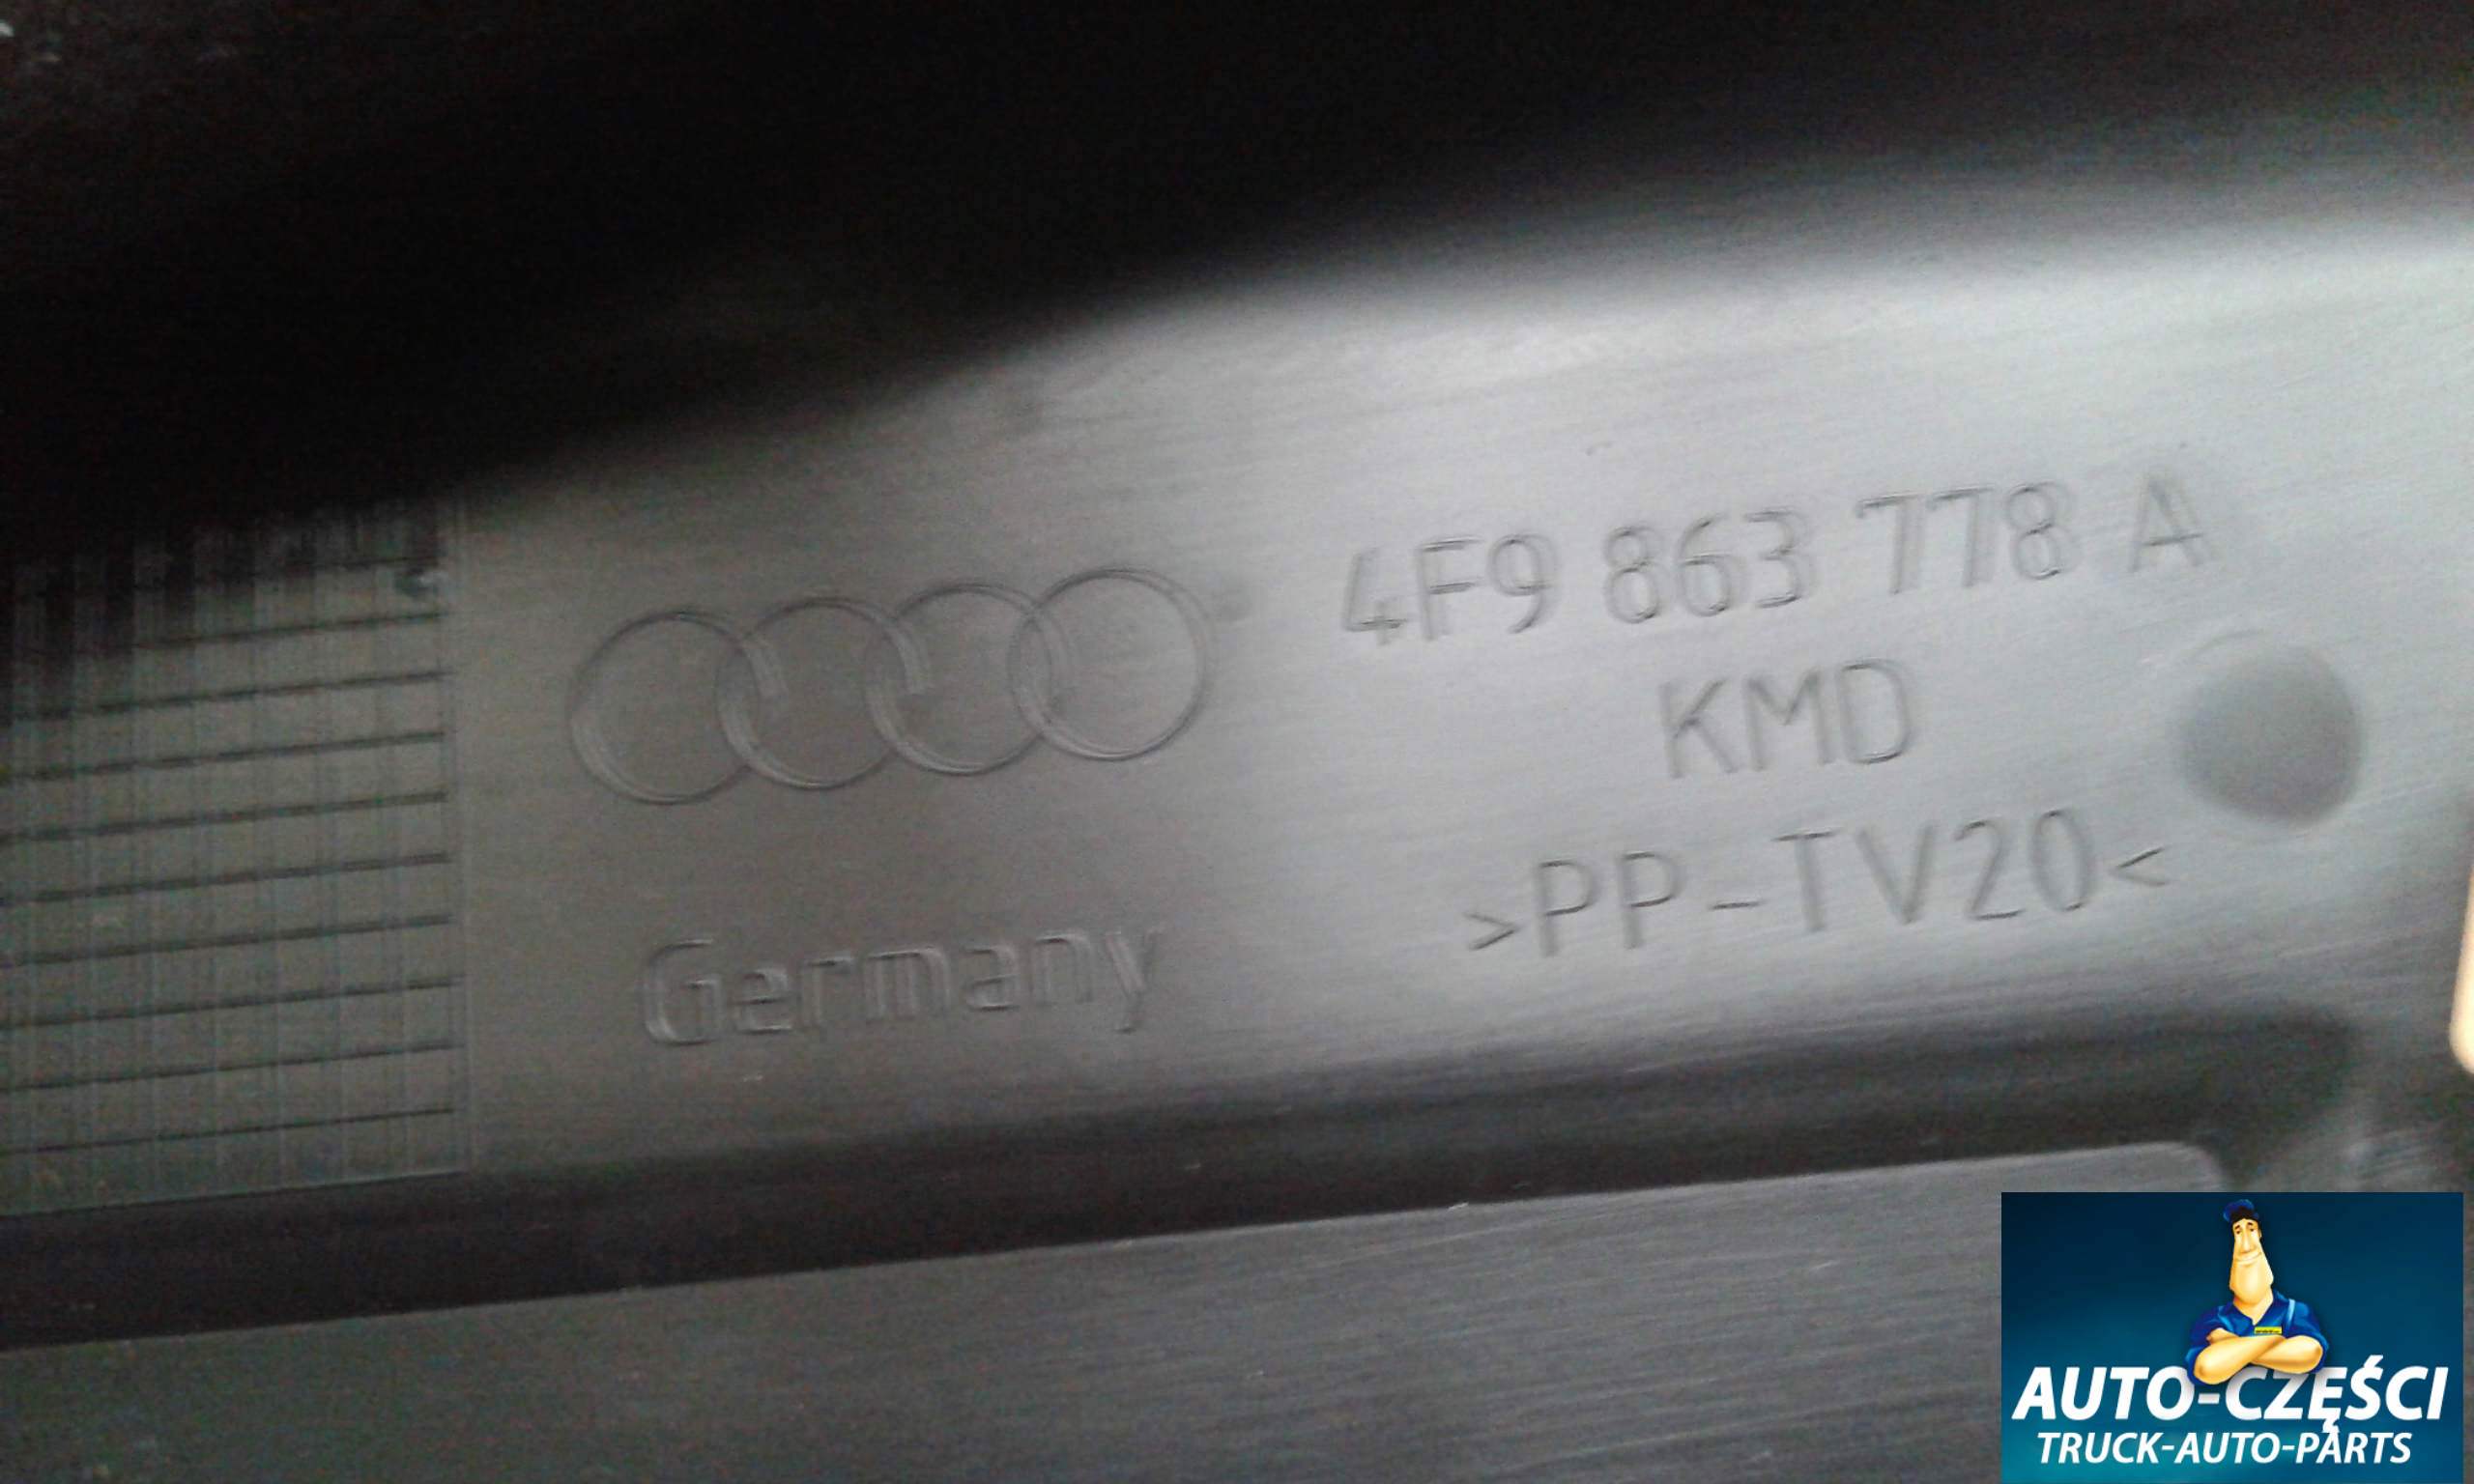 4F9 863 778 A
KMD
>PP-TV20<
Germany
AUTO-CZĘŚCI
TRUCK-AUTO-PARTS